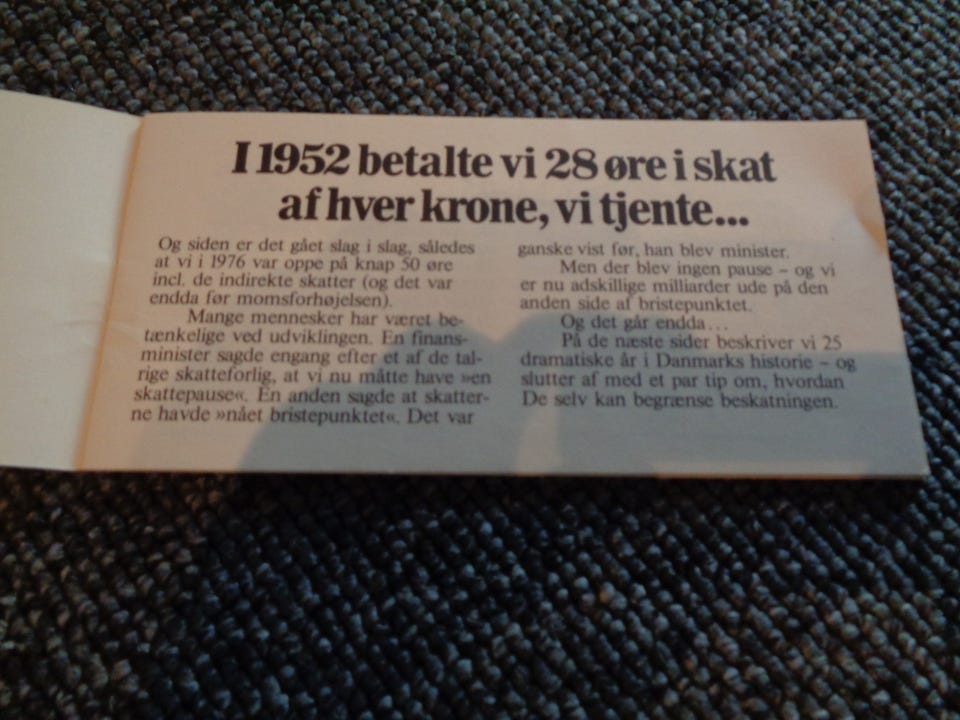 I 1952 betalte vi 28 øre i skat
af hver krone, vi tjente...
Og siden er det gået slag i slag, således
at vi i 1976 var oppe på knap 50 øre
incl. de indirekte skatter (og det var
endda før momsforhøjelsen).
Mange mennesker har været be-
tænkelige ved udviklingen. En finans-
minister sagde engang efter et af de tal-
rige skatteforlig, at vi nu måtte have »en
skattepause«. En anden sagde at skatter-
ne havde »nået bristepunktet«. Det var
ganske vist før, han blev minister.
Men der blev ingen pause – og vi
er nu adskillige milliarder ude på den
anden side af bristepunktet.
Og det går endda...
På de næste sider beskriver vi 25
dramatiske år i Danmarks historie – og
slutter af med et par tip om, hvordan
De selv kan begrænse beskatningen.